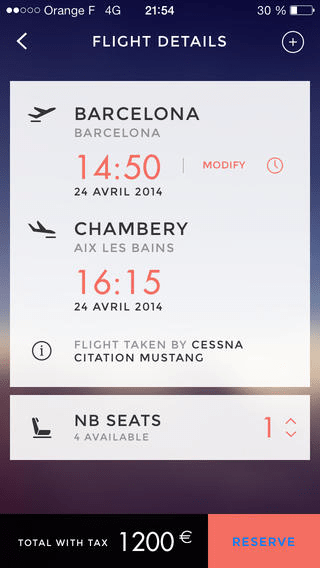 Orange F 4G 21:54 30 %
FLIGHT DETAILS
BARCELONA
BARCELONA
14:50 MODIFY
24 AVRIL 2014
CHAMBERY
AIX LES BAINS
16:15
24 AVRIL 2014
FLIGHT TAKEN BY CESSNA
CITATION MUSTANG
NB SEATS 1
4 AVAILABLE
TOTAL WITH TAX 1200 € RESERVE